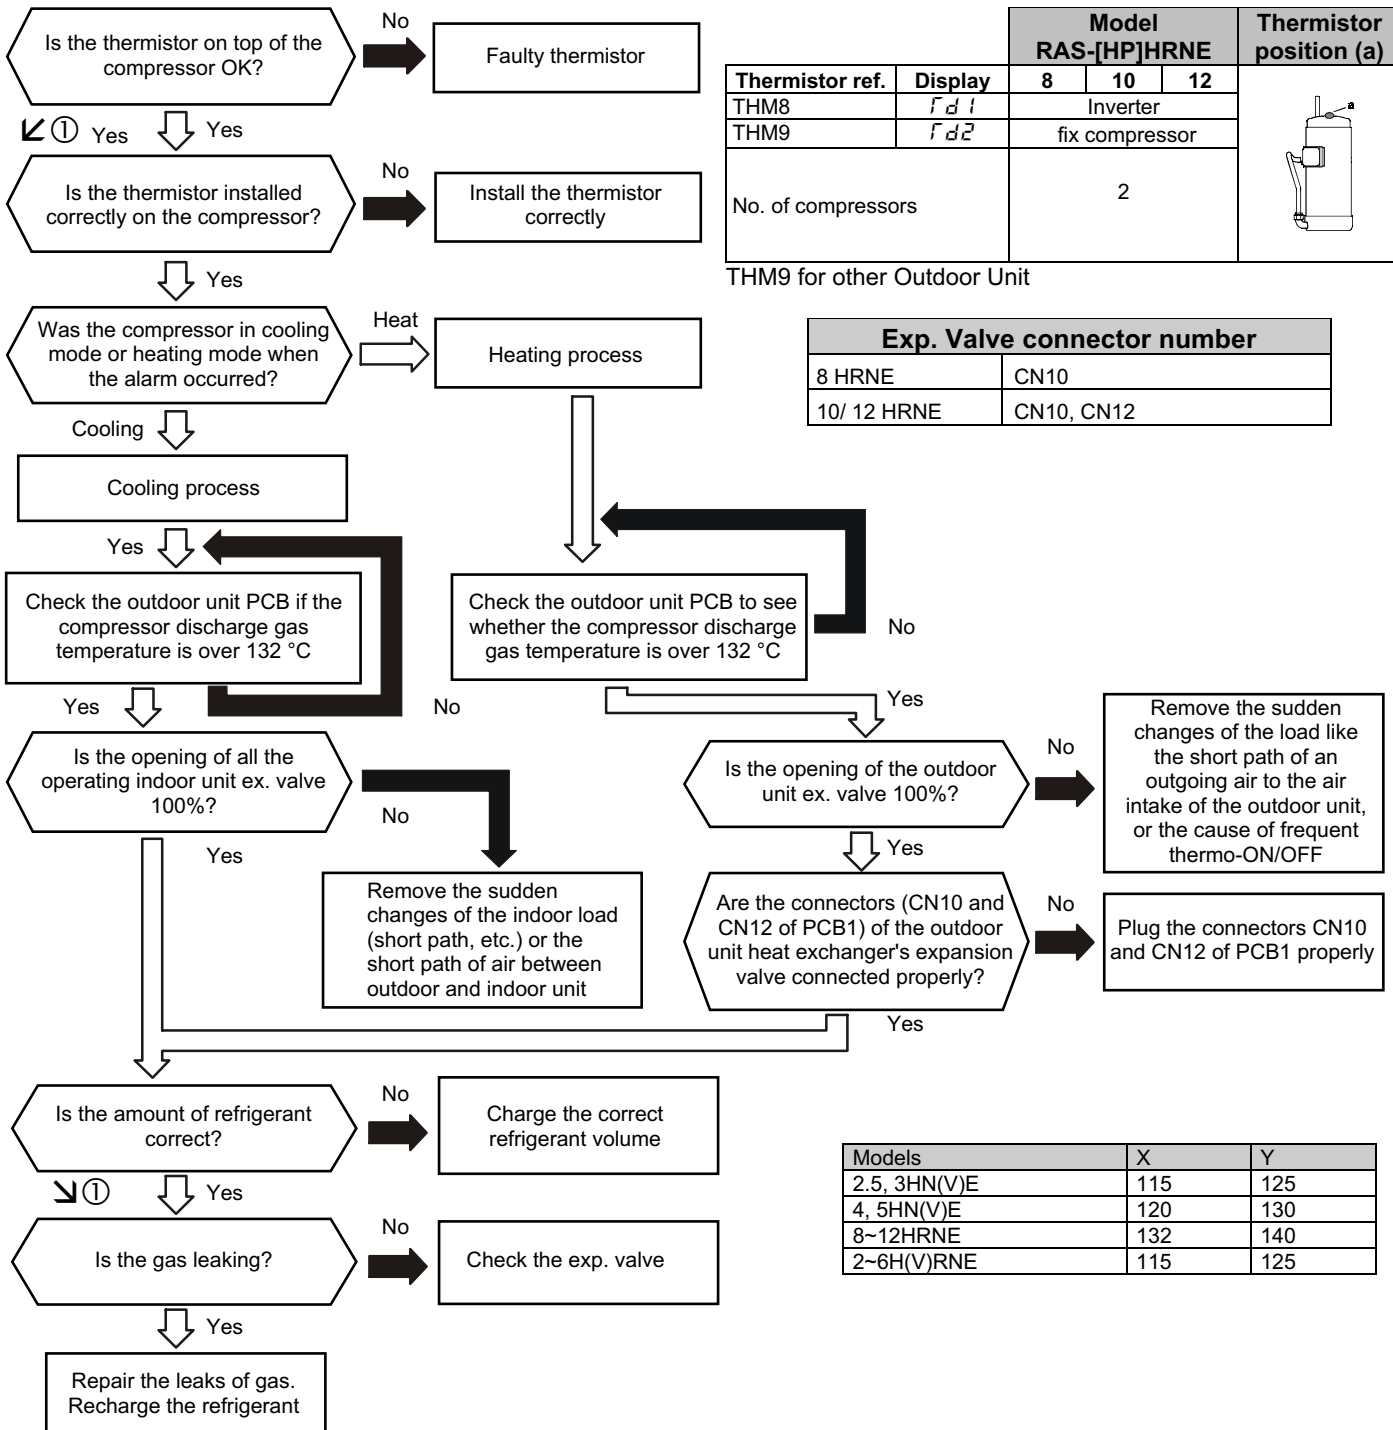 No
Is the thermistor on top of the
compressor OK?
Faulty thermistor
① Yes
Yes
No
Is the thermistor installed
correctly on the compressor?
Install the thermistor
correctly
Yes
Was the compressor in cooling
mode or heating mode when
the alarm occurred?
Heat
Heating process
Cooling
Cooling process
Yes
Check the outdoor unit PCB if the
compressor discharge gas
temperature is over 132 °C
Yes
No
Check the outdoor unit PCB to see
whether the compressor discharge
gas temperature is over 132 °C
No
Yes
Is the opening of all the
operating indoor unit ex. valve
100%?
No
Yes
Remove the sudden
changes of the indoor load
(short path, etc.) or the
short path of air between
outdoor and indoor unit
Is the opening of the outdoor
unit ex. valve 100%?
No
Remove the sudden
changes of the load like
the short path of an
outgoing air to the air
intake of the outdoor unit,
or the cause of frequent
thermo-ON/OFF
Yes
Are the connectors (CN10 and
CN12 of PCB1) of the outdoor
unit heat exchanger's expansion
valve connected properly?
No
Plug the connectors CN10
and CN12 of PCB1 properly
Yes
Is the amount of refrigerant
correct?
No
Charge the correct
refrigerant volume
①
Yes
Is the gas leaking?
No
Check the exp. valve
Yes
Repair the leaks of gas.
Recharge the refrigerant
Model
RAS-[HP]HRNE
Thermistor
position (a)
Thermistor ref. Display 8 10 12
THM8 Td1 Inverter
THM9 Td2 fix compressor
No. of compressors 2
a
THM9 for other Outdoor Unit
Exp. Valve connector number
8 HRNE CN10
10/ 12 HRNE CN10, CN12
Models X Y
2.5, 3HN(V)E 115 125
4, 5HN(V)E 120 130
8~12HRNE 132 140
2~6H(V)RNE 115 125